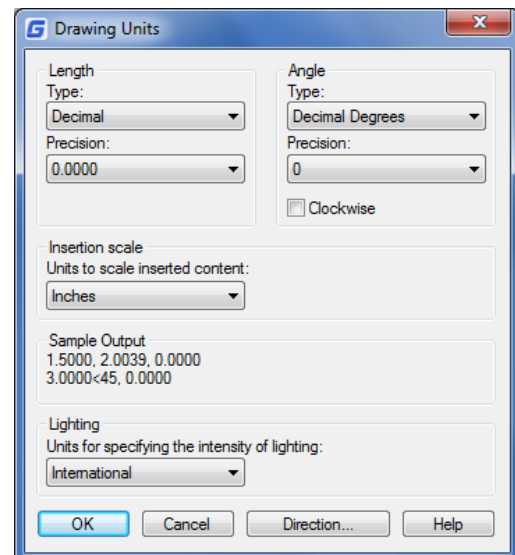 Drawing Units
Length
Type:
Decimal
Precision:
0.0000
Angle
Type:
Decimal Degrees
Precision:
0
Clockwise
Insertion scale
Units to scale inserted content:
Inches
Sample Output
1.5000, 2.0039, 0.0000
3.0000<45, 0.0000
Lighting
Units for specifying the intensity of lighting:
International
OK Cancel Direction... Help